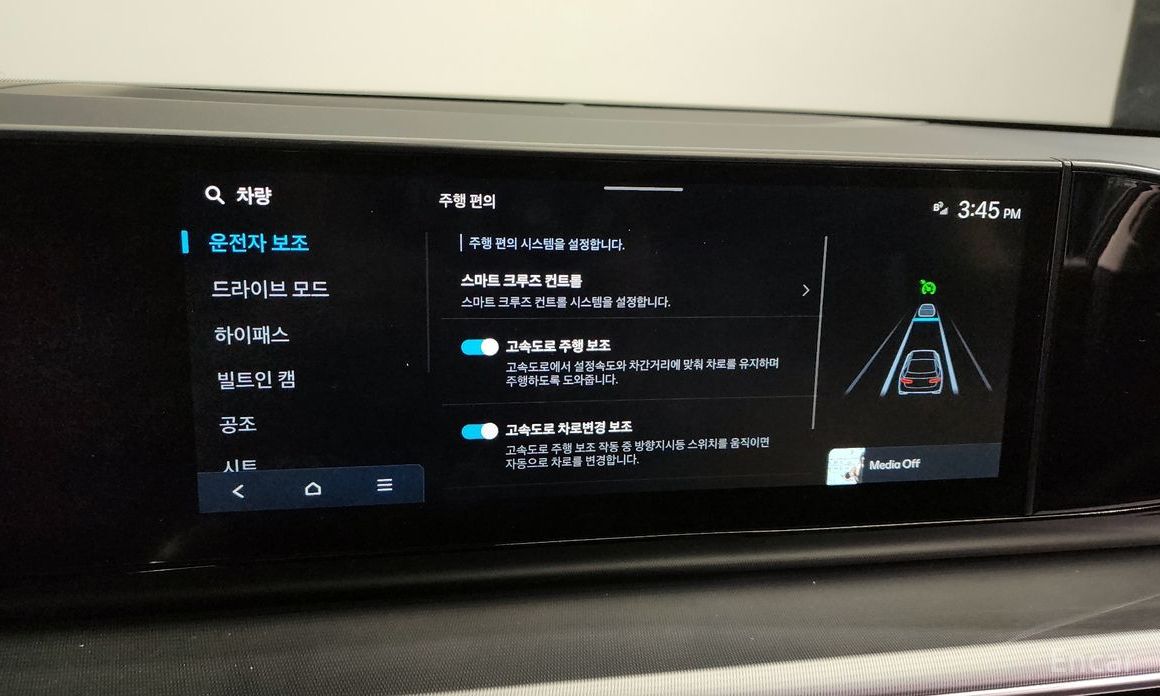 차량
운전자 보조
드라이브 모드
하이패스
빌트인 캠
공조
시트
주행 편의
주행 편의 시스템을 설정합니다.
스마트 크루즈 컨트롤
스마트 크루즈 컨트롤 시스템을 설정합니다.
고속도로 주행 보조
고속도로에서 설정속도와 차간거리에 맞춰 차로를 유지하며
주행하도록 도와줍니다.
고속도로 차로변경 보조
고속도로 주행 보조 작동 중 방향지시등 스위치를 움직이면
자동으로 차로를 변경합니다.
3:45 PM
Media Off
Encar